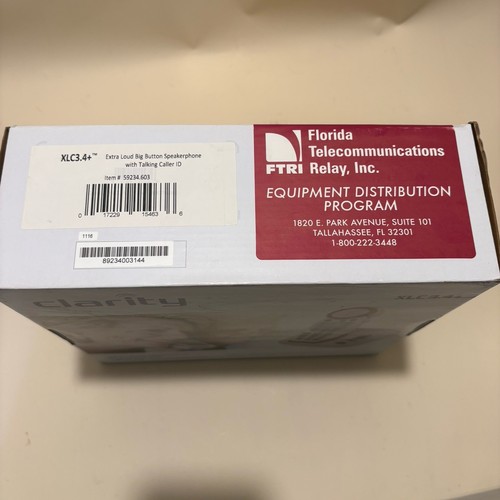 XLC3.4+™ Extra Loud Big Button Speakerphone
with Talking Caller ID
Item # 59234.603
0 17229 15463 6
1118
89234003144
FTRI
Florida
Telecommunications
Relay, Inc.
EQUIPMENT DISTRIBUTION
PROGRAM
1820 E. PARK AVENUE, SUITE 101
TALLAHASSEE, FL 32301
1-800-222-3448
clarity
XLC3.4+